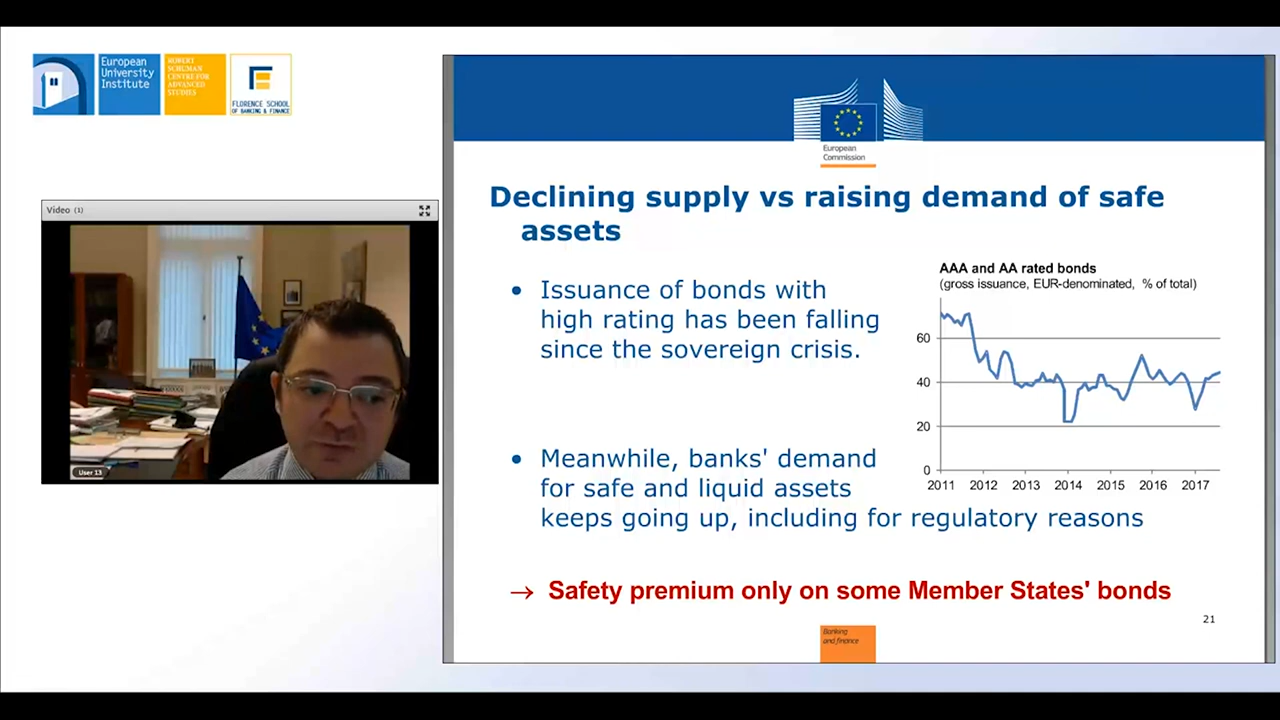 European
University
Institute
ROBERT
SCHUMAN
CENTRE FOR
ADVANCED
STUDIES
FLORENCE SCHOOL
OF BANKING & FINANCE
Video (1)
User 13
European
Commission
Declining supply vs raising demand of safe
assets
• Issuance of bonds with
high rating has been falling
since the sovereign crisis.
AAA and AA rated bonds
(gross issuance, EUR-denominated, % of total)
60
40
20
0
2011 2012 2013 2014 2015 2016 2017
• Meanwhile, banks' demand
for safe and liquid assets
keeps going up, including for regulatory reasons
→ Safety premium only on some Member States' bonds
21
Banking
and finance